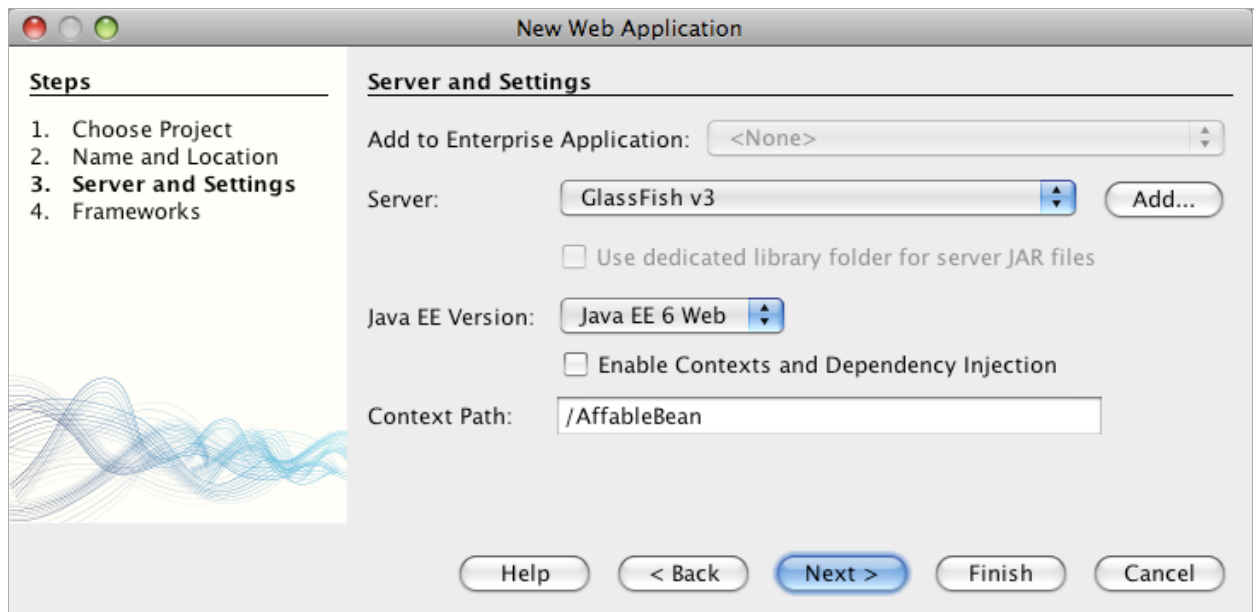 New Web Application
Steps
1. Choose Project
2. Name and Location
3. Server and Settings
4. Frameworks
Server and Settings
Add to Enterprise Application: <None>
Server: GlassFish v3 Add...
Use dedicated library folder for server JAR files
Java EE Version: Java EE 6 Web
Enable Contexts and Dependency Injection
Context Path: /AffableBean
Help < Back Next > Finish Cancel